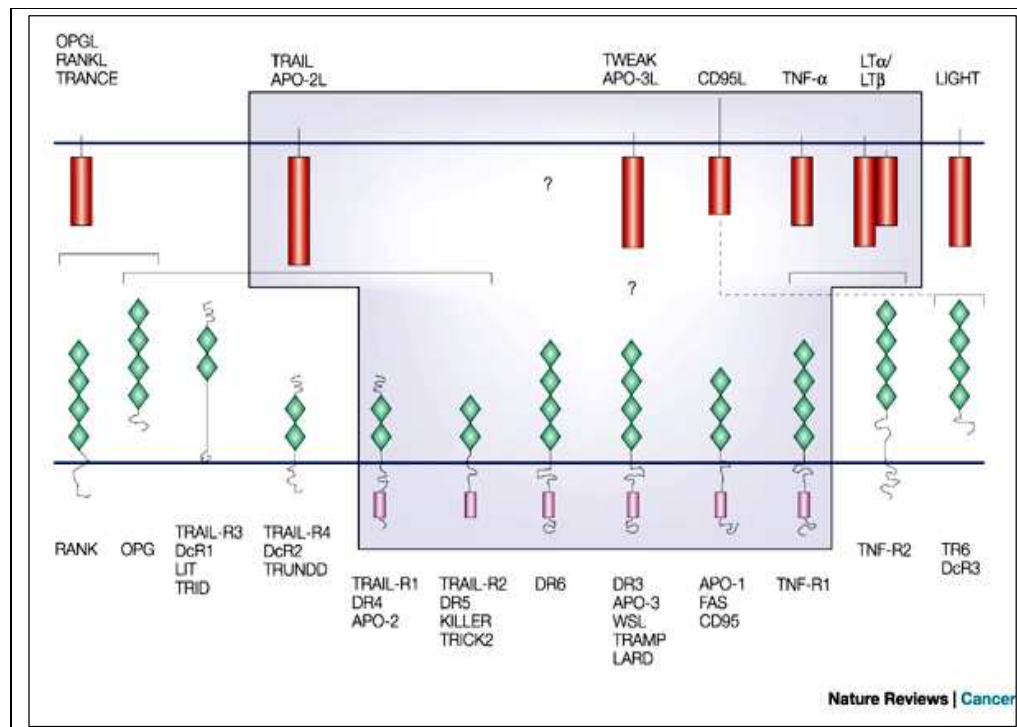 OPGL
RANKL
TRANCE
TRAIL
APO-2L
TWEAK
APO-3L
CD95L
TNF-α
LTα/
LTβ
LIGHT
?
?
RANK
OPG
TRAIL-R3
DcR1
LIT
TRID
TRAIL-R4
DcR2
TRUNDD
TRAIL-R1
DR4
APO-2
TRAIL-R2
DR5
KILLER
TRICK2
DR6
DR3
APO-3
WSL
TRAMP
LARD
APO-1
FAS
CD95
TNF-R1
TNF-R2
TR6
DcR3
Nature Reviews | Cancer